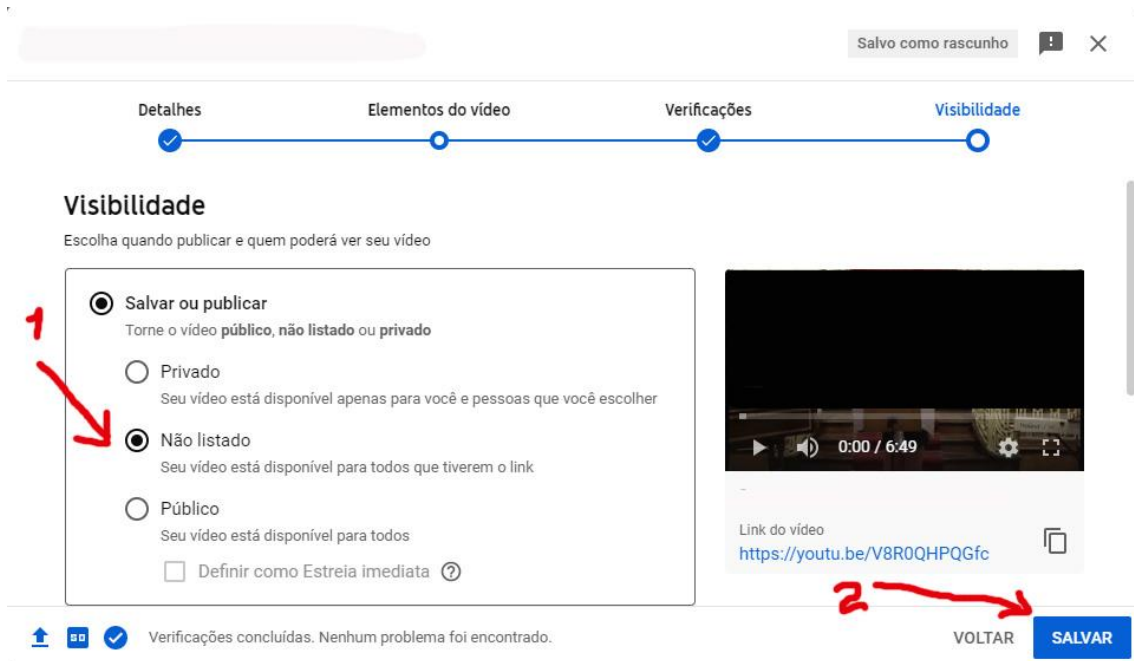 Salvo como rascunho
Detalhes
Elementos do vídeo
Verificações
Visibilidade
Visibilidade
Escolha quando publicar e quem poderá ver seu vídeo
1
Salvar ou publicar
Torne o vídeo público, não listado ou privado
Privado
Seu vídeo está disponível apenas para você e pessoas que você escolher
Não listado
Seu vídeo está disponível para todos que tiverem o link
Público
Seu vídeo está disponível para todos
Definir como Estreia imediata
0:00 / 6:49
Link do vídeo
https://youtu.be/V8R0QHPQGfc
2
SD
Verificações concluídas. Nenhum problema foi encontrado.
VOLTAR
SALVAR